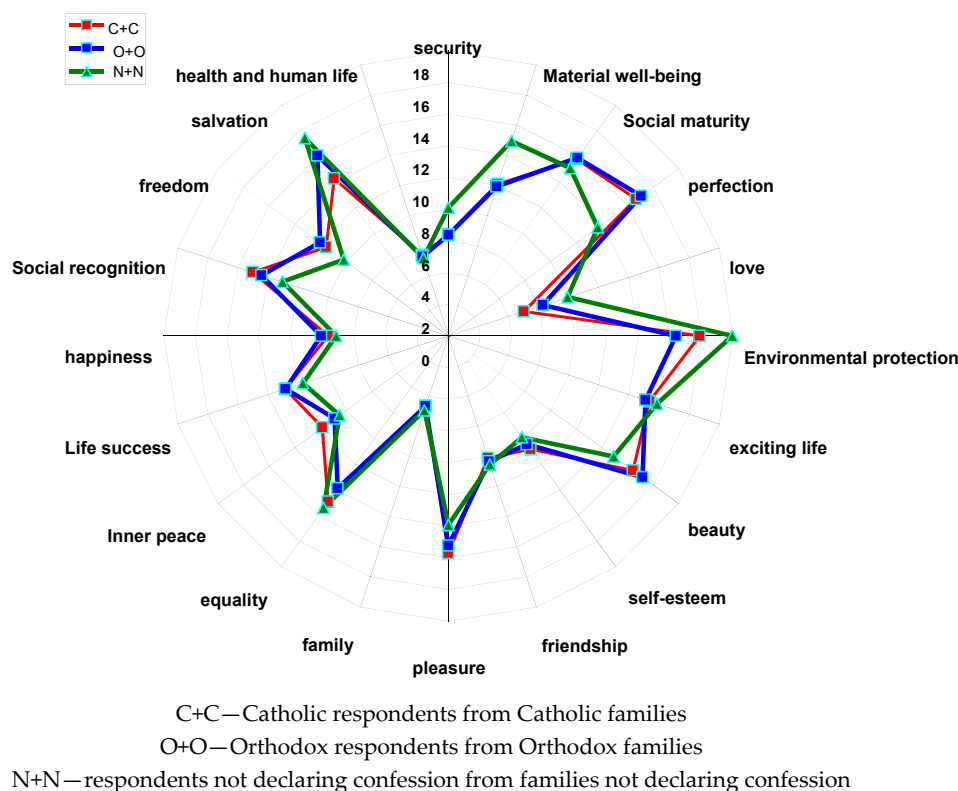 C+C
O+O
N+N
security
health and human life
Material well-being
salvation
Social maturity
freedom
perfection
Social recognition
love
happiness
Environmental protection
Life success
exciting life
Inner peace
beauty
equality
self-esteem
family
friendship
pleasure
18
16
14
12
10
8
6
4
2
0
C+C—Catholic respondents from Catholic families
O+O—Orthodox respondents from Orthodox families
N+N—respondents not declaring confession from families not declaring confession